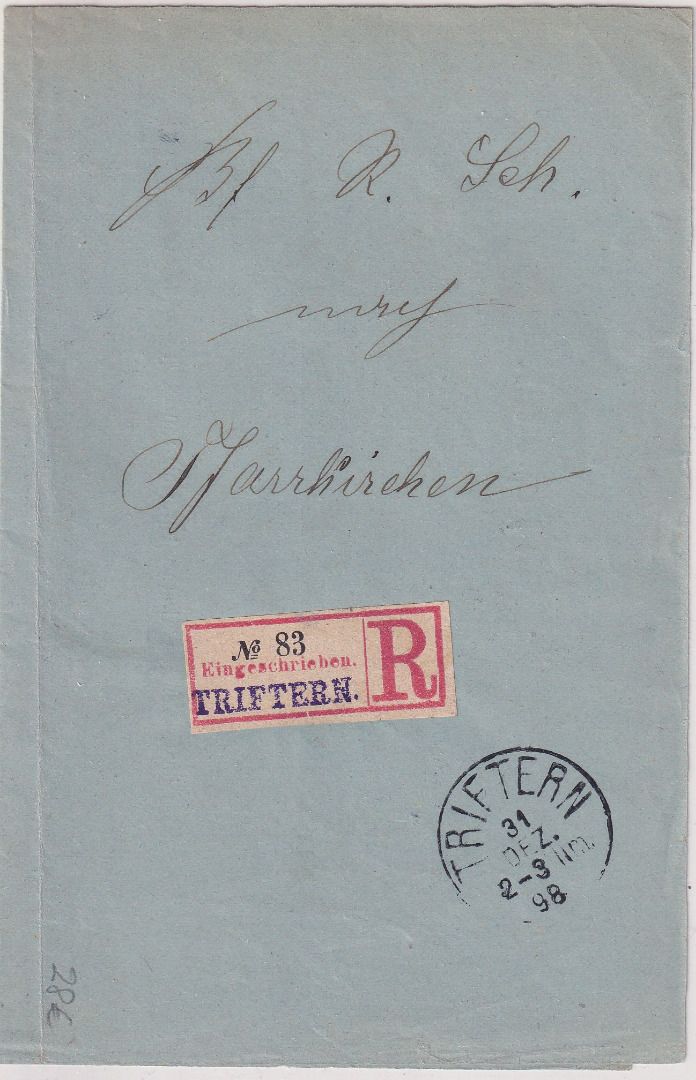 R. Sch.
Pfarrkirchen
№ 83
Eingeschrieben.
TRIFTERN.
R
TRIFTERN
31
DEZ.
2-3 Nm.
98
28€